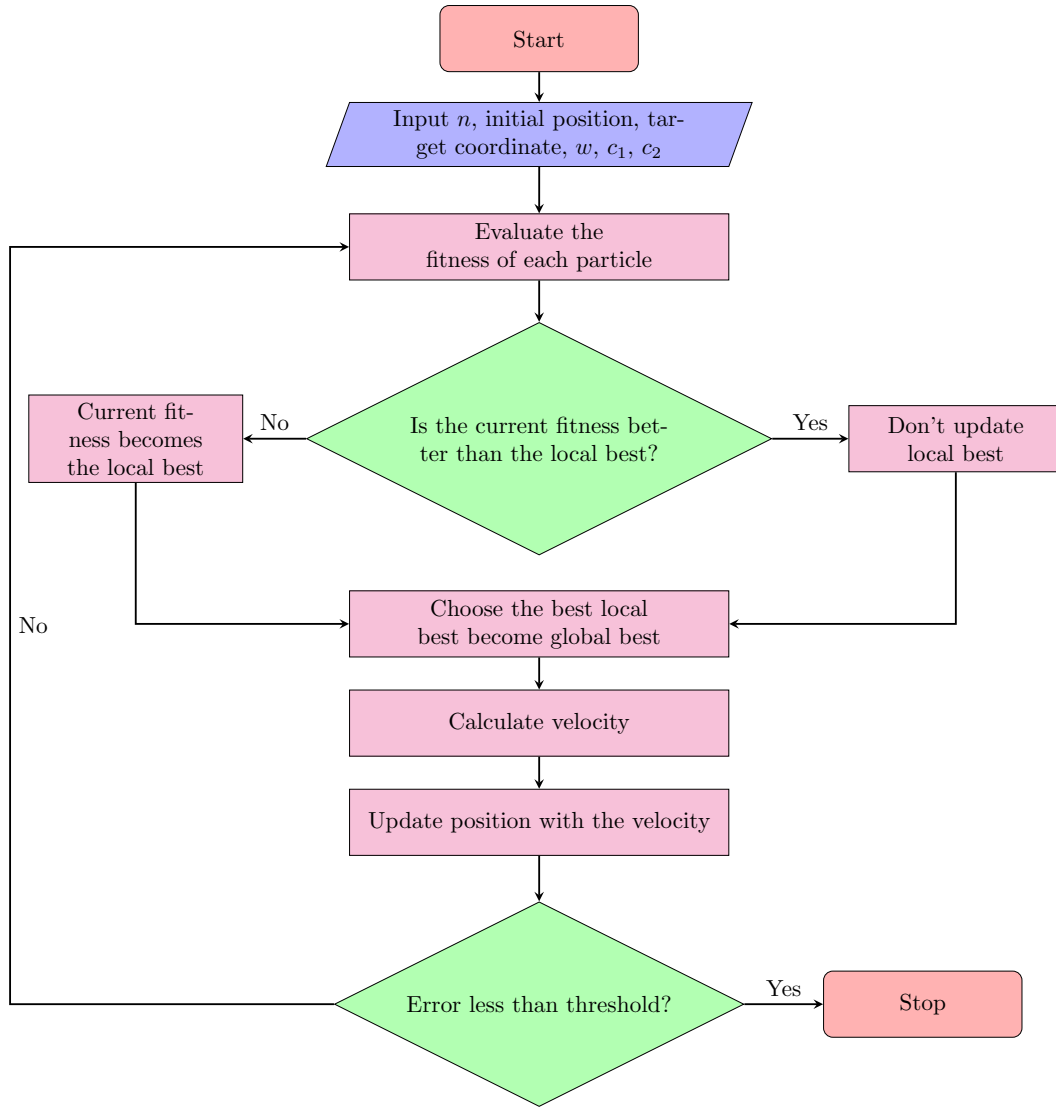 Start
Input n, initial position, tar-
get coordinate, w, c₁, c₂
Evaluate the
fitness of each particle
Is the current fitness bet-
ter than the local best?
No
Current fit-
ness becomes
the local best
Yes
Don't update
local best
Choose the best local
best become global best
Calculate velocity
Update position with the velocity
Error less than threshold?
No
Yes
Stop